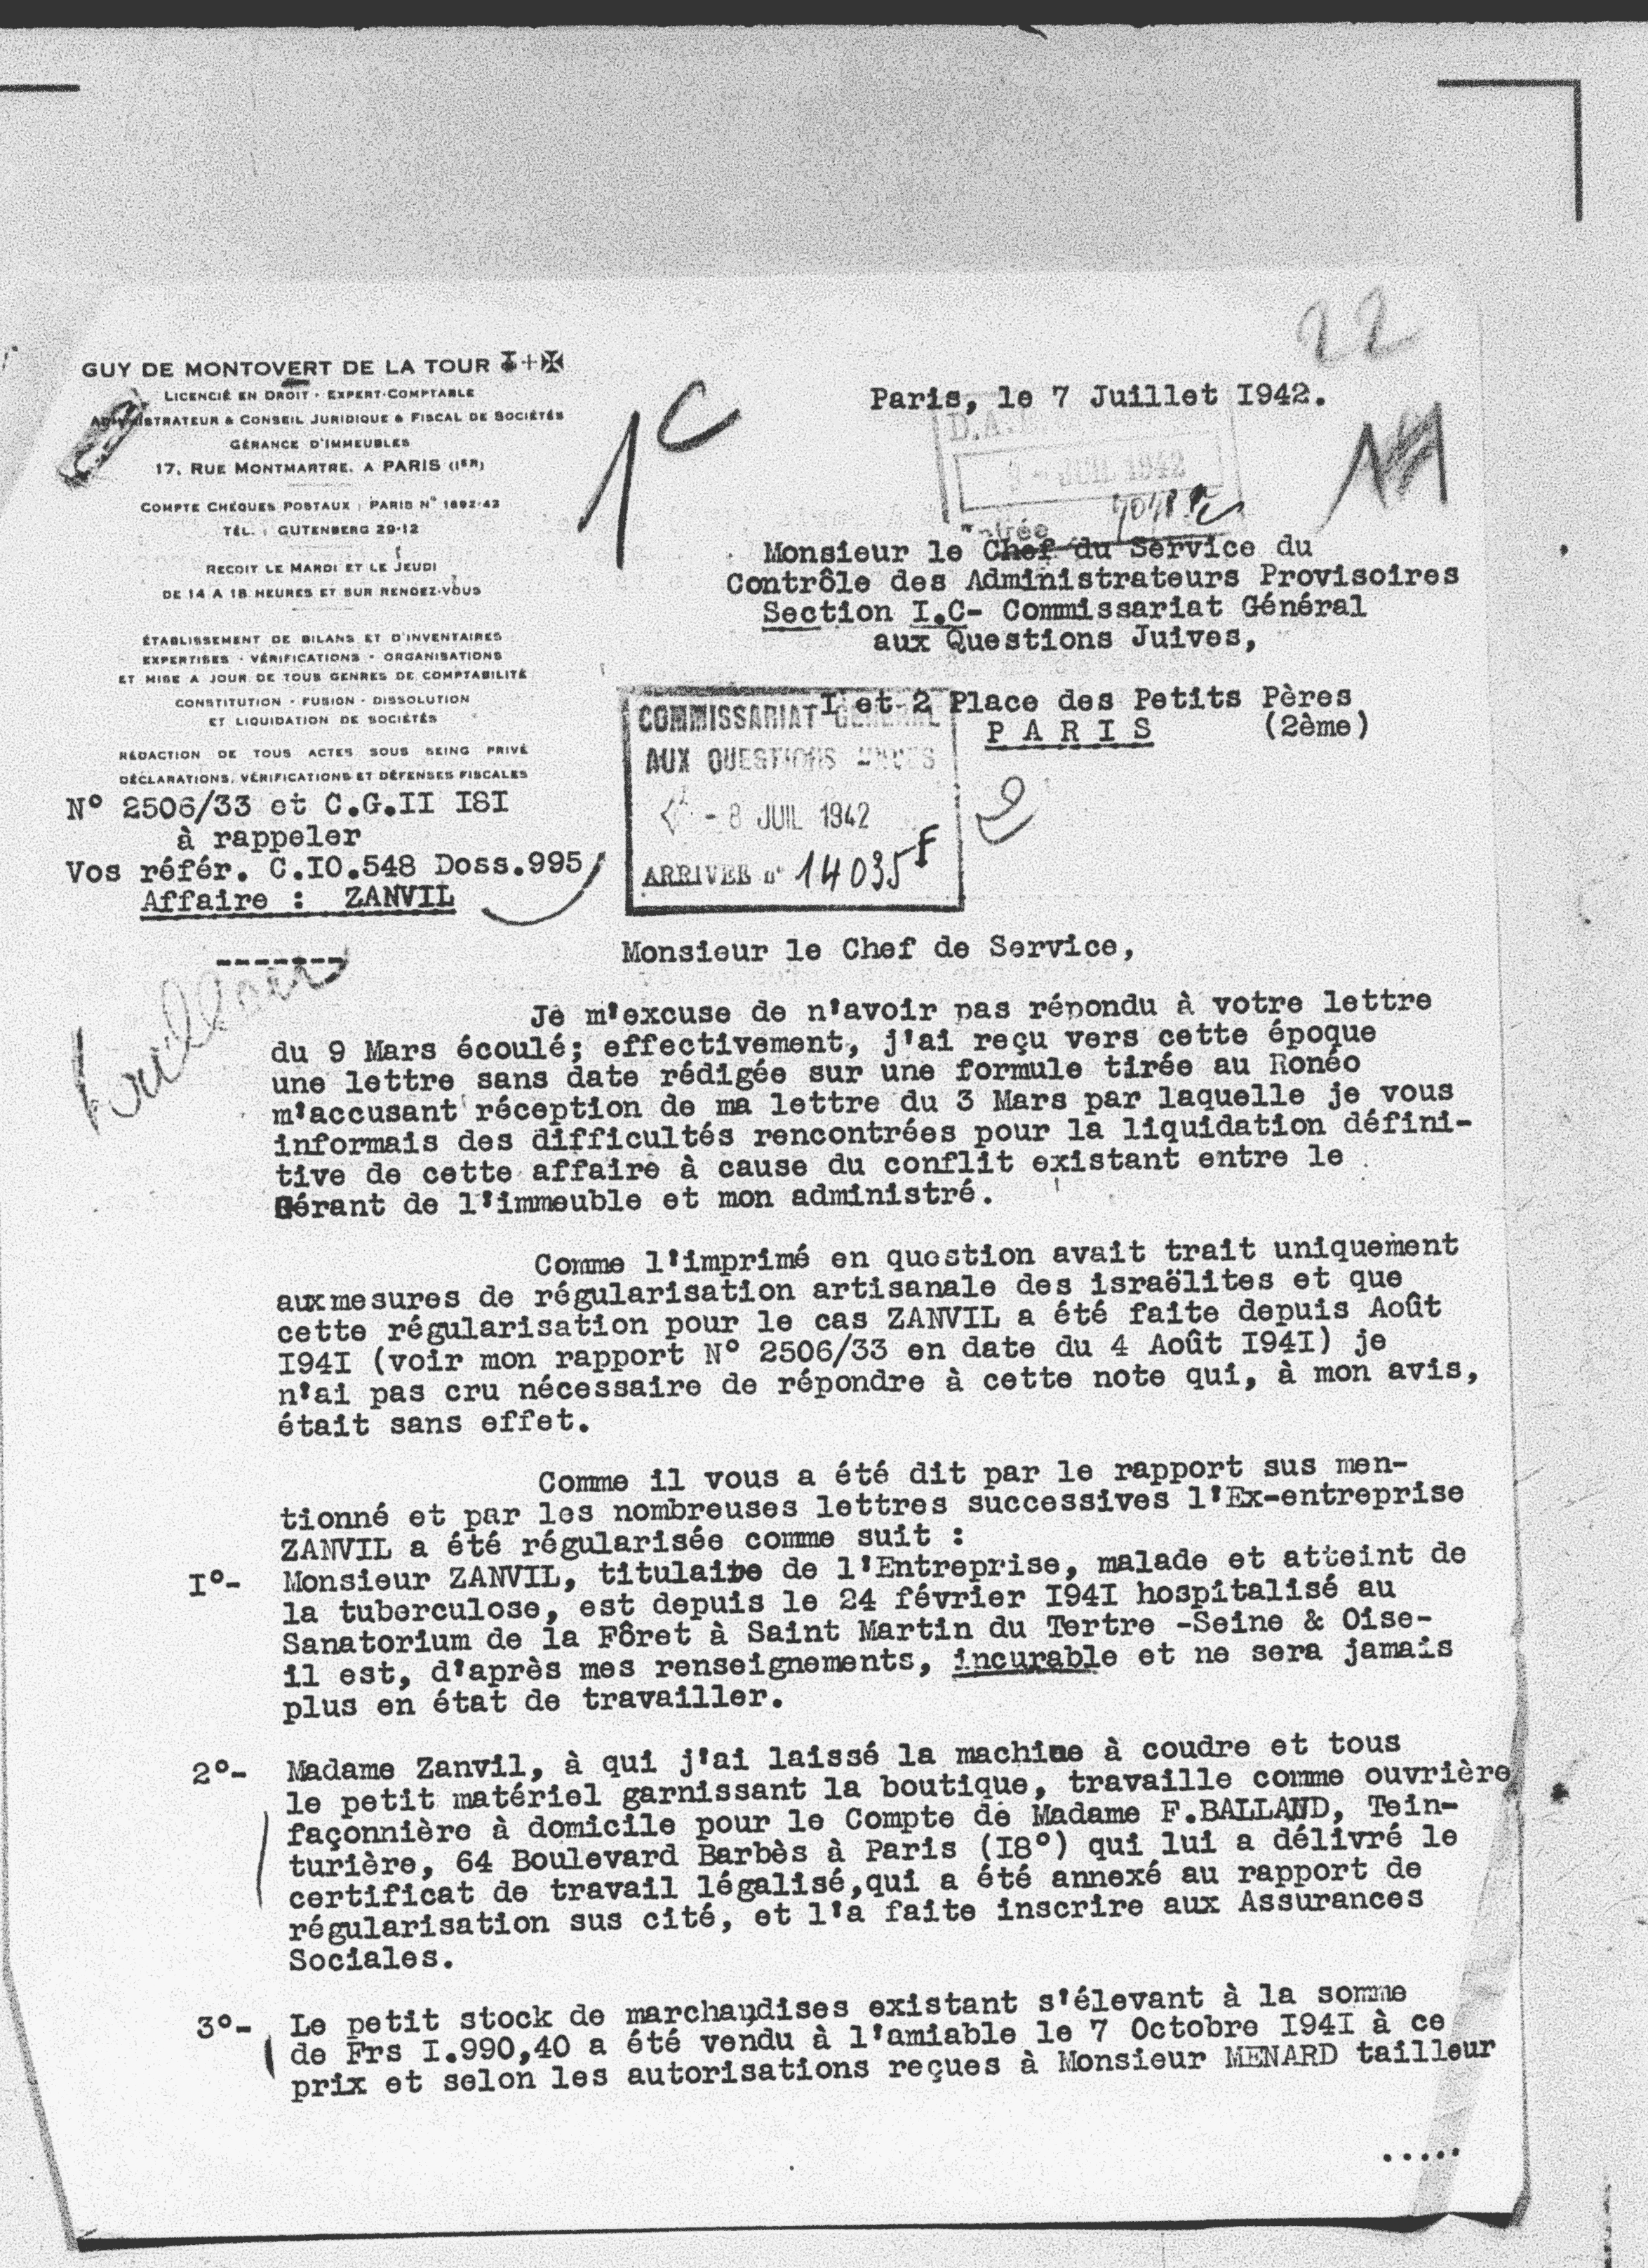 22
GUY DE MONTOVERT DE LA TOUR
LICENCIÉ EN DROIT · EXPERT-COMPTABLE
ADMINISTRATEUR & CONSEIL JURIDIQUE & FISCAL DE SOCIÉTÉS
GÉRANCE D'IMMEUBLES
17, RUE MONTMARTRE, A PARIS (IER)
COMPTE CHÈQUES POSTAUX : PARIS N° 1692-43
TÉL. : GUTENBERG 29-12
RECOIT LE MARDI ET LE JEUDI
DE 14 A 18 HEURES ET SUR RENDEZ-VOUS
ÉTABLISSEMENT DE BILANS ET D'INVENTAIRES
EXPERTISES · VÉRIFICATIONS · ORGANISATIONS
ET MISE A JOUR DE TOUS GENRES DE COMPTABILITÉ
CONSTITUTION · FUSION · DISSOLUTION
ET LIQUIDATION DE SOCIÉTÉS
RÉDACTION DE TOUS ACTES SOUS SEING PRIVÉ
DÉCLARATIONS, VÉRIFICATIONS ET DÉFENSES FISCALES
N° 2506/33 et C.G.II I8I
à rappeler
Vos référ. C.IO.548 Doss.995
Affaire : ZANVIL
1C
Paris, le 7 Juillet I942.
D.A.
9 - JUIL 1942
Entrée
Monsieur le Chef du Service du
Contrôle des Administrateurs Provisoires
Section I.C- Commissariat Général
aux Questions Juives,
I et 2 Place des Petits Pères
P A R I S (2ème)
COMMISSARIAT GÉNÉRAL
AUX QUESTIONS JUIVES
- 8 JUIL 1942
ARRIVEE n° 14035 F
Monsieur le Chef de Service,
Je m'excuse de n'avoir pas répondu à votre lettre
du 9 Mars écoulé; effectivement, j'ai reçu vers cette époque
une lettre sans date rédigée sur une formule tirée au Ronéo
m'accusant réception de ma lettre du 3 Mars par laquelle je vous
informais des difficultés rencontrées pour la liquidation défini-
tive de cette affaire à cause du conflit existant entre le
Gérant de l'immeuble et mon administré.
Comme l'imprimé en question avait trait uniquement
aux mesures de régularisation artisanale des israëlites et que
cette régularisation pour le cas ZANVIL a été faite depuis Août
I94I (voir mon rapport N° 2506/33 en date du 4 Août I94I) je
n'ai pas cru nécessaire de répondre à cette note qui, à mon avis,
était sans effet.
Comme il vous a été dit par le rapport sus men-
tionné et par les nombreuses lettres successives l'Ex-entreprise
ZANVIL a été régularisée comme suit :
I°- Monsieur ZANVIL, titulaire de l'Entreprise, malade et atteint de
la tuberculose, est depuis le 24 février I94I hospitalisé au
Sanatorium de la Fôret à Saint Martin du Tertre -Seine & Oise-
il est, d'après mes renseignements, incurable et ne sera jamais
plus en état de travailler.
2°- Madame Zanvil, à qui j'ai laissé la machine à coudre et tous
le petit matériel garnissant la boutique, travaille comme ouvrière
façonnière à domicile pour le Compte de Madame F.BALLAND, Tein-
turière, 64 Boulevard Barbès à Paris (I8°) qui lui a délivré le
certificat de travail légalisé,qui a été annexé au rapport de
régularisation sus cité, et l'a faite inscrire aux Assurances
Sociales.
3°- Le petit stock de marchandises existant s'élevant à la somme
de Frs I.990,40 a été vendu à l'amiable le 7 Octobre I94I à ce
prix et selon les autorisations reçues à Monsieur MENARD tailleur
.....